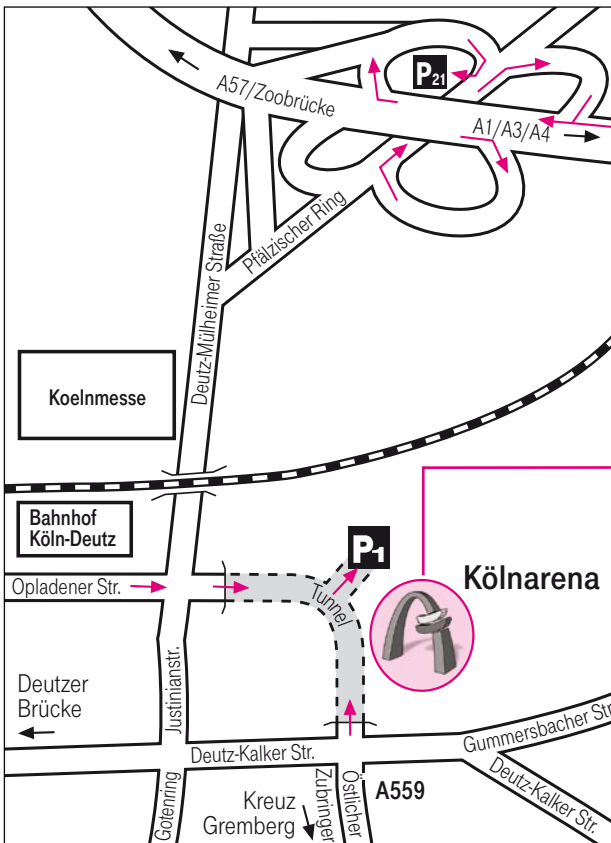 P21
A57/Zoobrücke
A1/A3/A4
Pfälzischer Ring
Deutz-Mülheimer Straße
Koelnmesse
Bahnhof
Köln-Deutz
P1
Kölnarena
Opladener Str.
Tunnel
Justinianstr.
Deutzer
Brücke
Gummersbacher Str
Deutz-Kalker Str.
Deutz-Kalker Str.
Gotenring
Kreuz
Gremberg
Östlicher
Zubringer
A559